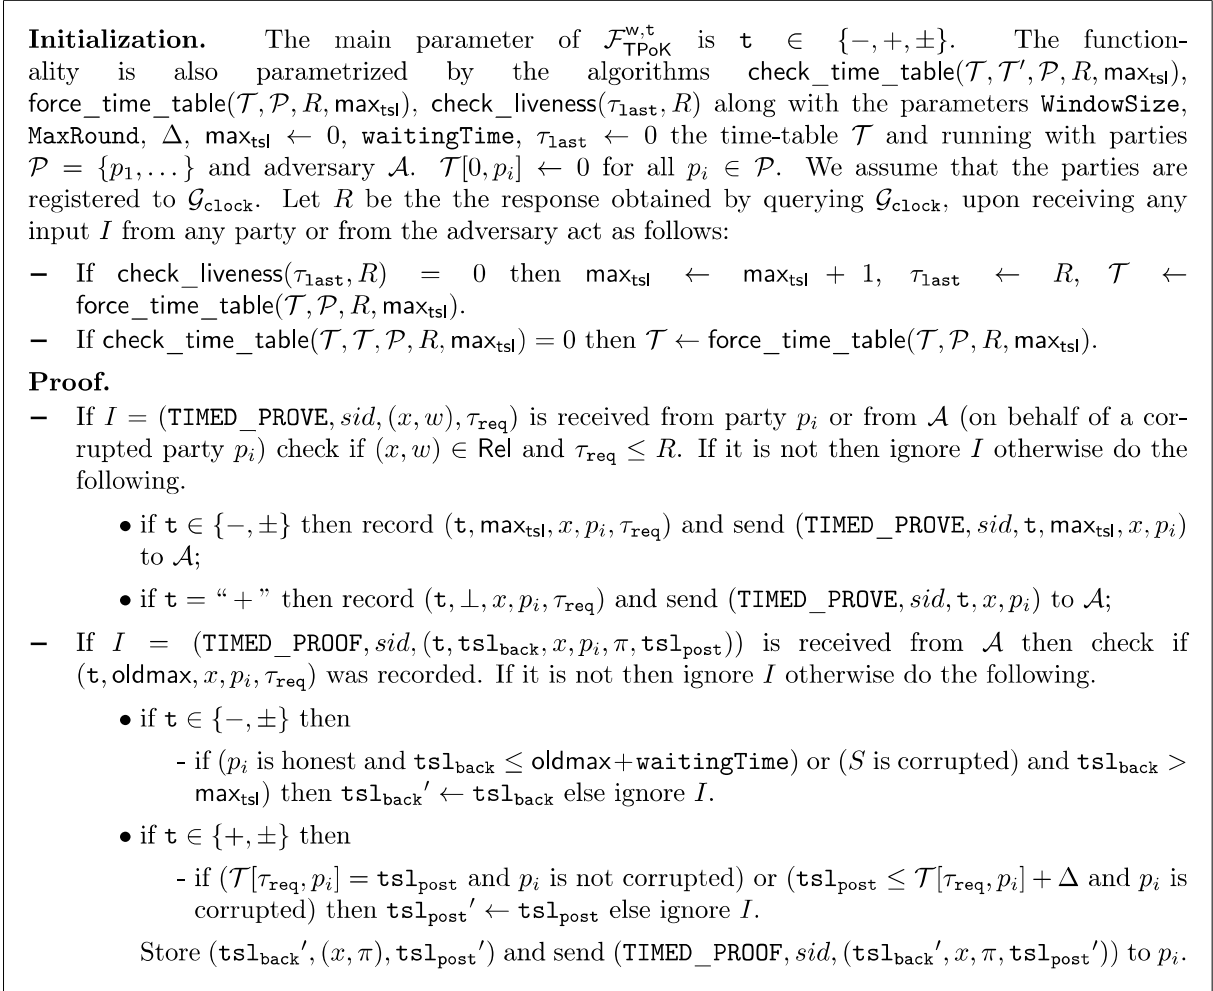 Initialization. The main parameter of $\mathcal{F}_{\mathsf{TPoK}}^{\mathsf{w,t}}$ is t ∈ {−, +, ±}. The function-
ality is also parametrized by the algorithms check_time_table(𝒯, 𝒯′, 𝒫, R, max_tsl),
force_time_table(𝒯, 𝒫, R, max_tsl), check_liveness(τ_last, R) along with the parameters WindowSize,
MaxRound, Δ, max_tsl ← 0, waitingTime, τ_last ← 0 the time-table 𝒯 and running with parties
𝒫 = {p_1, . . . } and adversary 𝒜. 𝒯[0, p_i] ← 0 for all p_i ∈ 𝒫. We assume that the parties are
registered to 𝒢_clock. Let R be the the response obtained by querying 𝒢_clock, upon receiving any
input I from any party or from the adversary act as follows:
– If check_liveness(τ_last, R) = 0 then max_tsl ← max_tsl + 1, τ_last ← R, 𝒯 ←
force_time_table(𝒯, 𝒫, R, max_tsl).
– If check_time_table(𝒯, 𝒯, 𝒫, R, max_tsl) = 0 then 𝒯 ← force_time_table(𝒯, 𝒫, R, max_tsl).
Proof.
– If I = (TIMED_PROVE, sid, (x, w), τ_req) is received from party p_i or from 𝒜 (on behalf of a cor-
rupted party p_i) check if (x, w) ∈ Rel and τ_req ≤ R. If it is not then ignore I otherwise do the
following.
• if t ∈ {−, ±} then record (t, max_tsl, x, p_i, τ_req) and send (TIMED_PROVE, sid, t, max_tsl, x, p_i)
to 𝒜;
• if t = “ + ” then record (t, ⊥, x, p_i, τ_req) and send (TIMED_PROVE, sid, t, x, p_i) to 𝒜;
– If I = (TIMED_PROOF, sid, (t, tsl_back, x, p_i, π, tsl_post)) is received from 𝒜 then check if
(t, oldmax, x, p_i, τ_req) was recorded. If it is not then ignore I otherwise do the following.
• if t ∈ {−, ±} then
- if (p_i is honest and tsl_back ≤ oldmax+waitingTime) or (S is corrupted) and tsl_back >
max_tsl) then tsl_back′ ← tsl_back else ignore I.
• if t ∈ {+, ±} then
- if (𝒯[τ_req, p_i] = tsl_post and p_i is not corrupted) or (tsl_post ≤ 𝒯[τ_req, p_i] + Δ and p_i is
corrupted) then tsl_post′ ← tsl_post else ignore I.
Store (tsl_back′, (x, π), tsl_post′) and send (TIMED_PROOF, sid, (tsl_back′, x, π, tsl_post′)) to p_i.